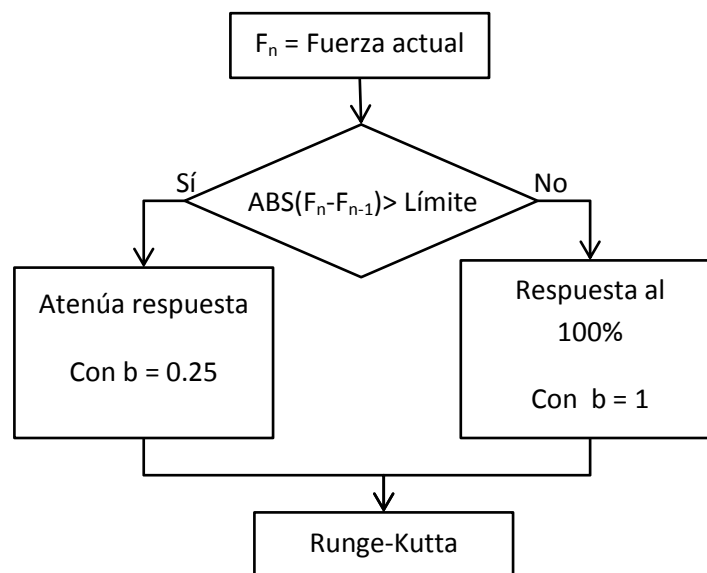 Fₙ = Fuerza actual
Sí
ABS(Fₙ-Fₙ₋₁)> Límite
No
Atenúa respuesta
Con b = 0.25
Respuesta al
100%
Con b = 1
Runge-Kutta